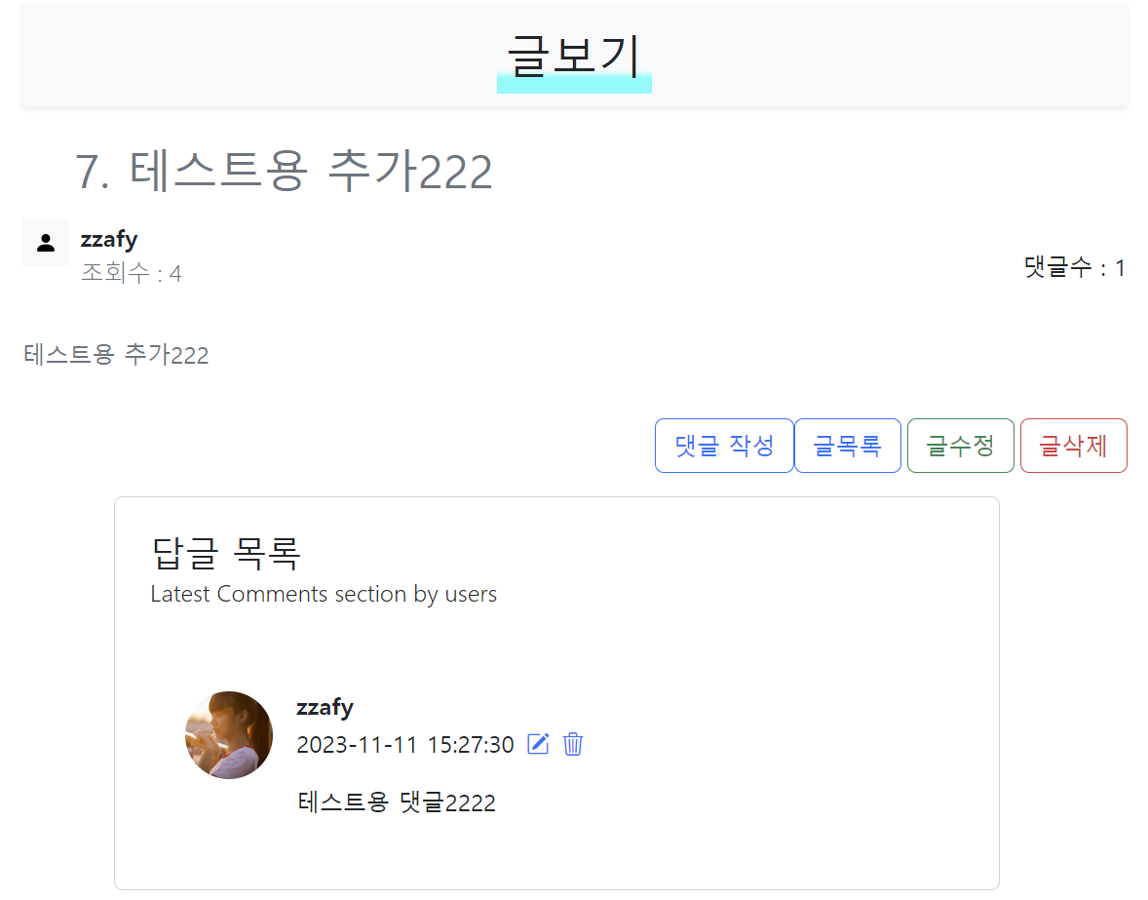 글보기
7. 테스트용 추가222
zzafy
조회수 : 4
댓글수 : 1
테스트용 추가222
댓글 작성 글목록 글수정 글삭제
답글 목록
Latest Comments section by users
zzafy
2023-11-11 15:27:30
테스트용 댓글2222